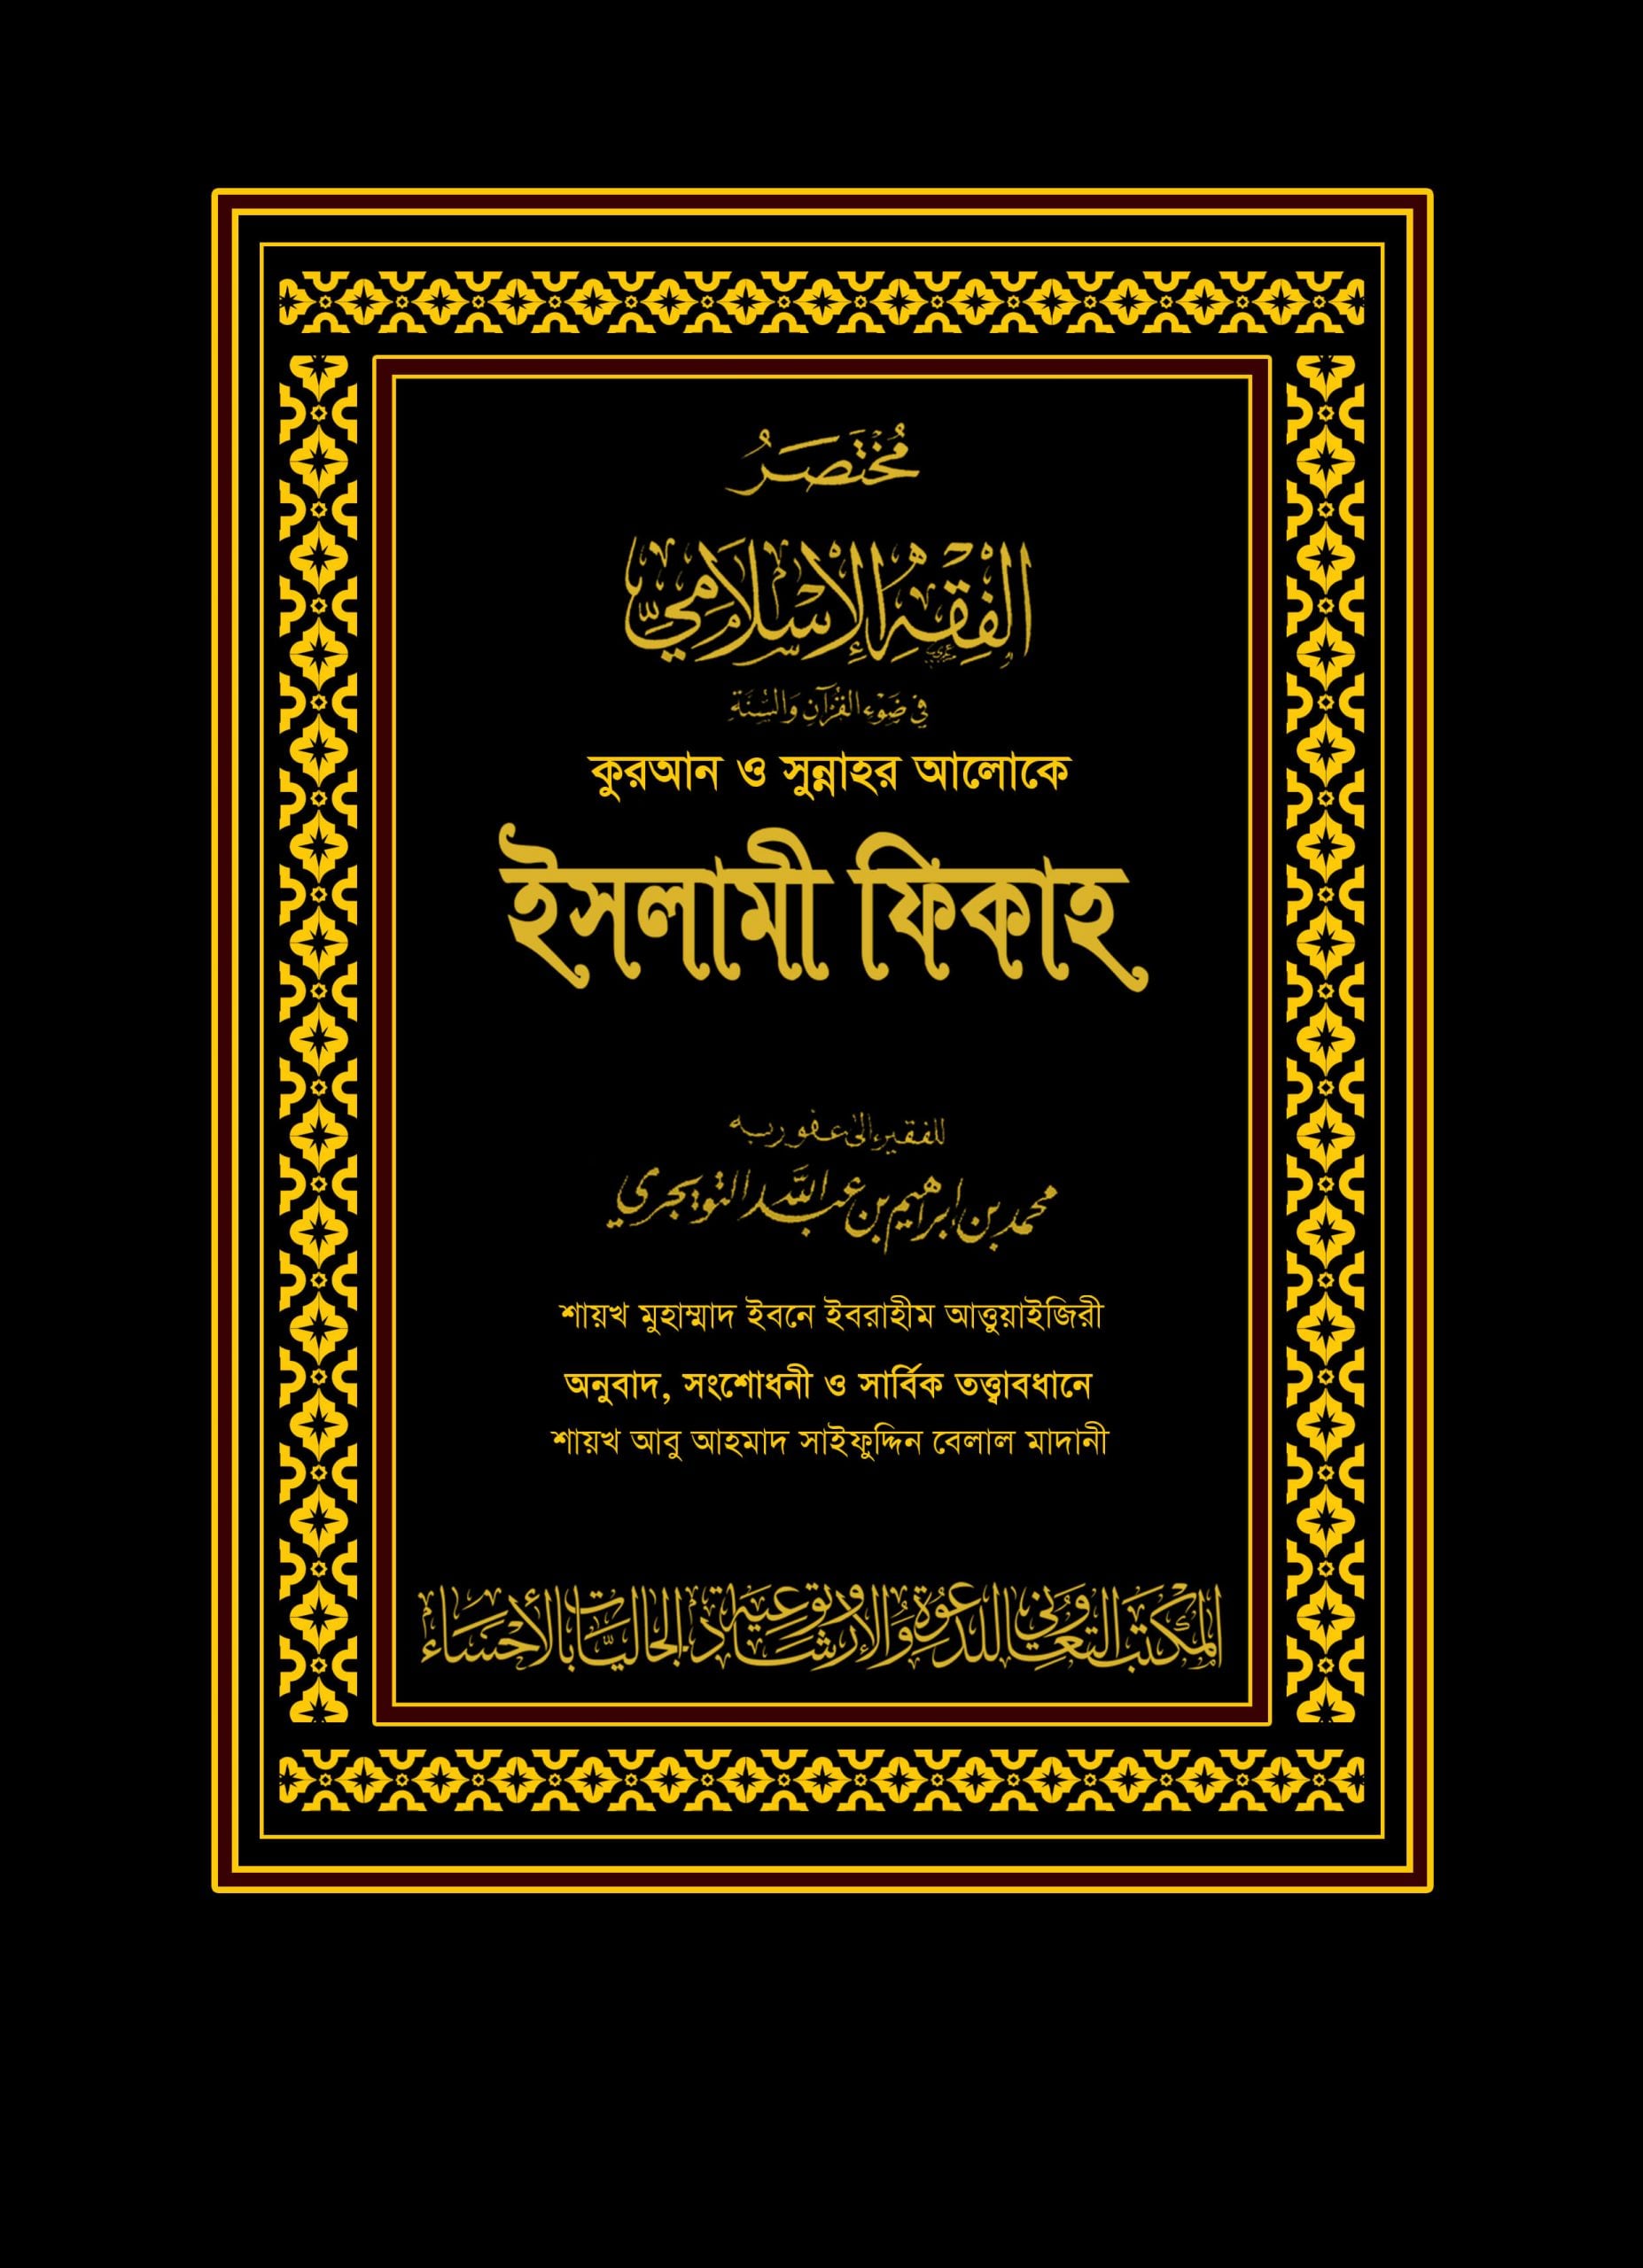 مُخْتَصَرُ
الفِقْهِ الإِسْلَامِيِّ
فِي ضَوْءِ القُرْآنِ وَالسُّنَّةِ
কুরআন ও সুন্নাহর আলোকে
ইসলামী ফিকাহ
للفقير إلى عفو ربه
محمد بن إبراهيم بن عبد الله التويجري
শায়খ মুহাম্মাদ ইবনে ইবরাহীম আত্তুয়াইজিরী
অনুবাদ, সংশোধনী ও সার্বিক তত্ত্বাবধানে
শায়খ আবু আহমাদ সাইফুদ্দিন বেলাল মাদানী
المكتب التعاوني للدعوة والإرشاد وتوعية الجاليات بالأحساء